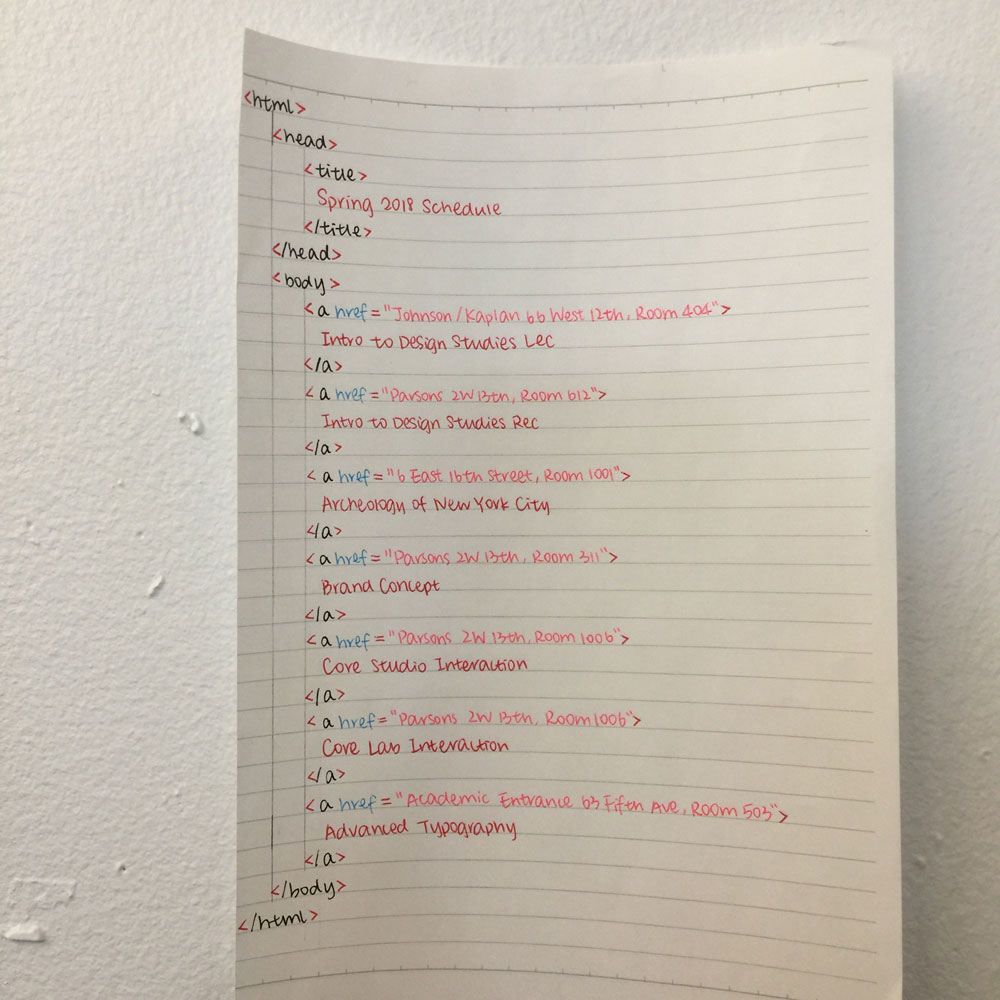 <html>
<head>
<title>
Spring 2018 Schedule
</title>
</head>
<body>
<a href="Johnson/Kaplan 66 West 12th, Room 404">
Intro to Design Studies Lec
</a>
<a href="Parsons 2W 13th, Room 612">
Intro to Design Studies Rec
</a>
<a href="6 East 16th Street, Room 1001">
Archeology of New York City
</a>
<a href="Parsons 2W 13th, Room 311">
Brand Concept
</a>
<a href="Parsons 2W 13th, Room 1006">
Core Studio Interaction
</a>
<a href="Parsons 2W 13th, Room 1006">
Core Lab Interaction
</a>
<a href="Academic Entrance 63 Fifth Ave, Room 503">
Advanced Typography
</a>
</body>
</html>